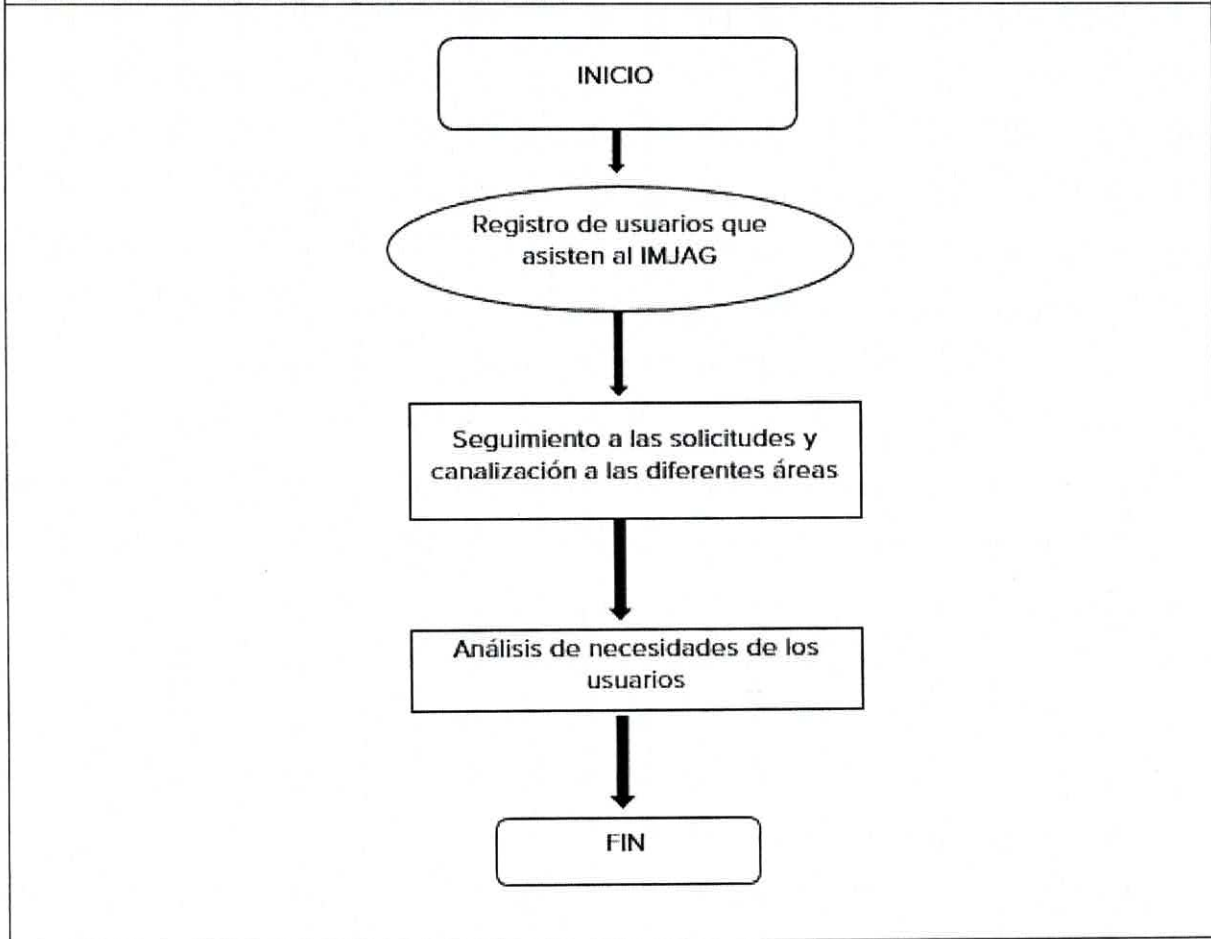 INICIO
Registro de usuarios que
asisten al IMJAG
Seguimiento a las solicitudes y
canalización a las diferentes áreas
Análisis de necesidades de los
usuarios
FIN